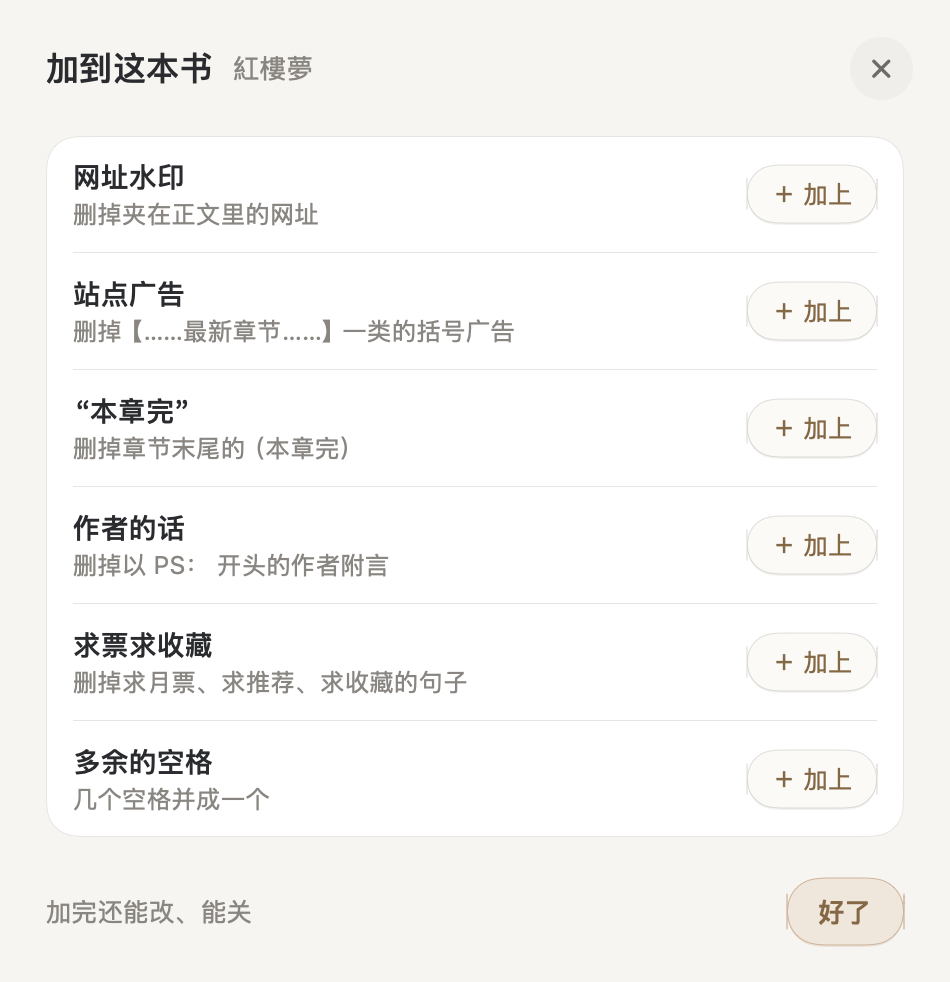 加到这本书 紅樓夢
网址水印
删掉夹在正文里的网址
+ 加上
站点广告
删掉【……最新章节……】一类的括号广告
+ 加上
“本章完”
删掉章节末尾的（本章完）
+ 加上
作者的话
删掉以 PS： 开头的作者附言
+ 加上
求票求收藏
删掉求月票、求推荐、求收藏的句子
+ 加上
多余的空格
几个空格并成一个
+ 加上
加完还能改、能关
好了